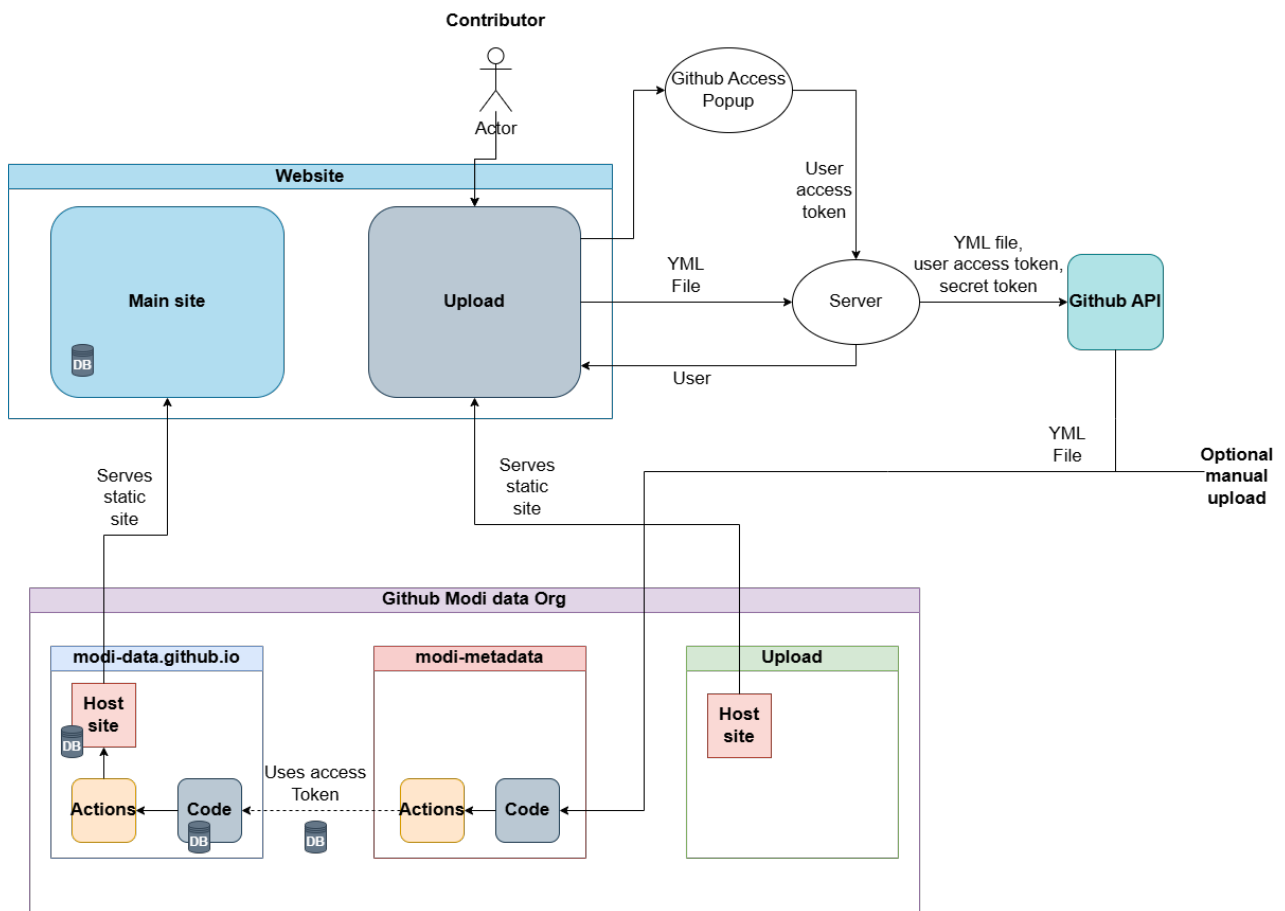 Contributor
Actor
Github Access
Popup
User
access
token
Website
Main site
DB
Upload
YML
File
Server
YML file,
user access token,
secret token
Github API
User
YML
File
Optional
manual
upload
Serves
static
site
Serves
static
site
Github Modi data Org
modi-data.github.io
Host
site
DB
Actions
Code
DB
Uses access
Token
DB
modi-metadata
Actions
Code
Upload
Host
site